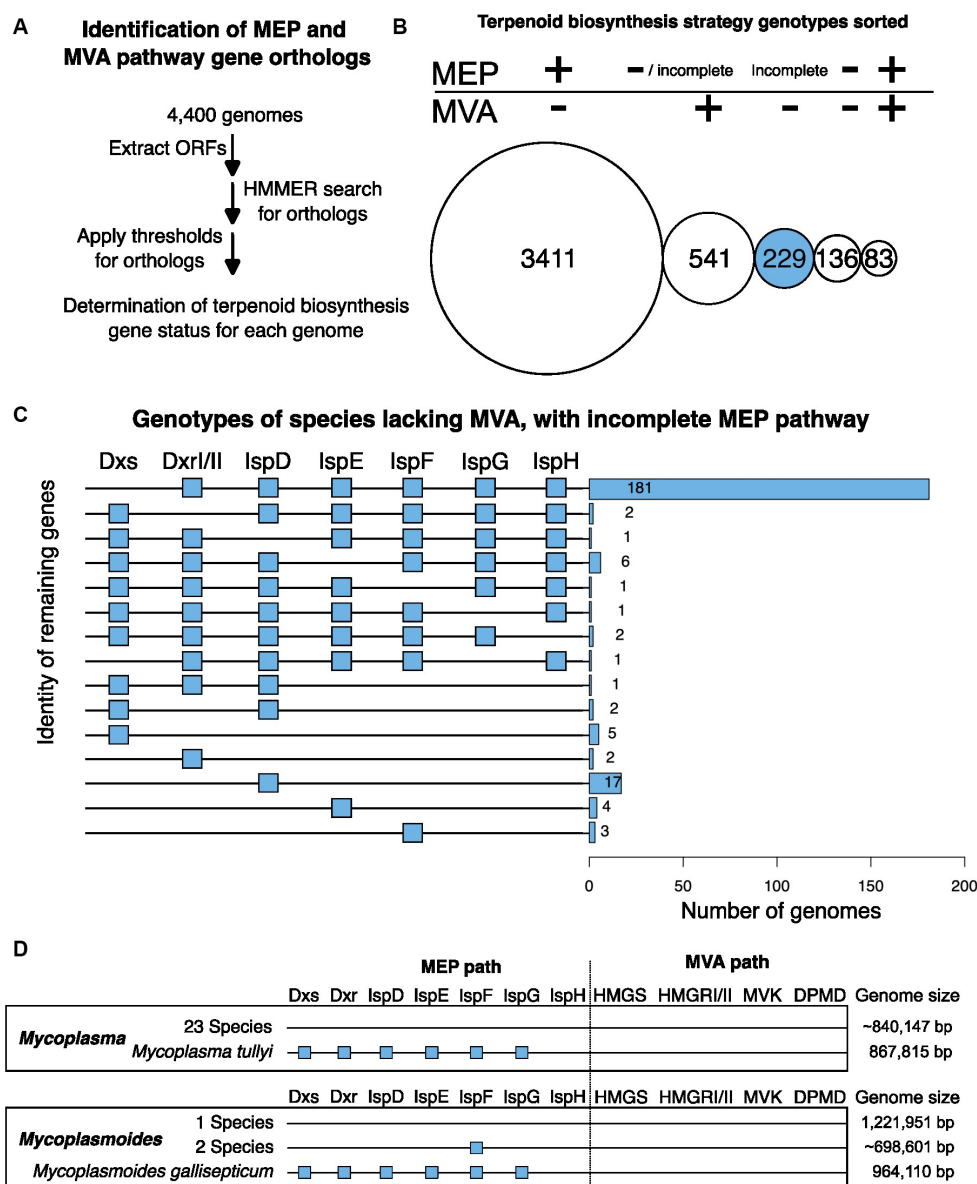 A
Identification of MEP and
MVA pathway gene orthologs
4,400 genomes
Extract ORFs
HMMER search
for orthologs
Apply thresholds
for orthologs
Determination of terpenoid biosynthesis
gene status for each genome
B
Terpenoid biosynthesis strategy genotypes sorted
MEP + - / incomplete Incomplete - +
MVA - + - - +
3411 541 229 136 83
C
Genotypes of species lacking MVA, with incomplete MEP pathway
Dxs DxrI/II IspD IspE IspF IspG IspH
Identity of remaining genes
181
2
1
6
1
1
2
1
1
2
5
2
17
4
3
0 50 100 150 200
Number of genomes
D
MEP path MVA path
Dxs Dxr IspD IspE IspF IspG IspH HMGS HMGRI/II MVK DPMD Genome size
Mycoplasma
23 Species ~840,147 bp
Mycoplasma tullyi 867,815 bp
Dxs Dxr IspD IspE IspF IspG IspH HMGS HMGRI/II MVK DPMD Genome size
Mycoplasmoides
1 Species 1,221,951 bp
2 Species ~698,601 bp
Mycoplasmoides gallisepticum 964,110 bp